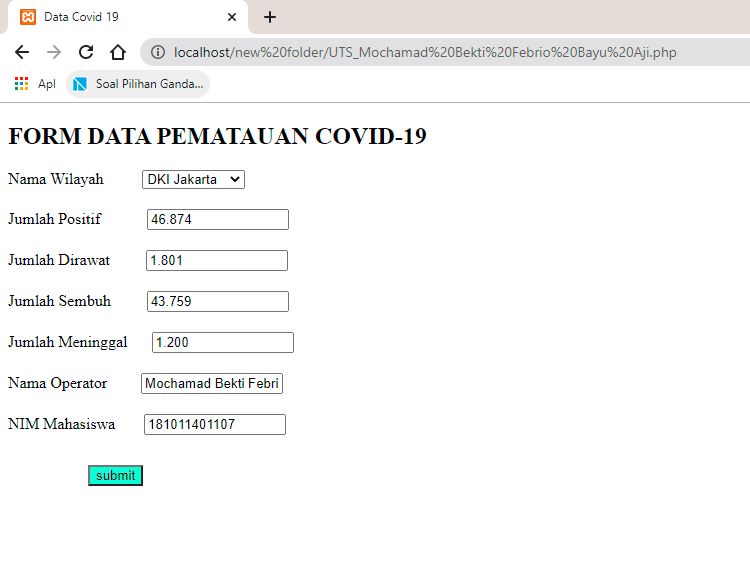 Data Covid 19
localhost/new%20folder/UTS_Mochamad%20Bekti%20Febrio%20Bayu%20Aji.php
Apl Soal Pilihan Ganda...
FORM DATA PEMATAUAN COVID-19
Nama Wilayah DKI Jakarta
Jumlah Positif 46.874
Jumlah Dirawat 1.801
Jumlah Sembuh 43.759
Jumlah Meninggal 1.200
Nama Operator Mochamad Bekti Febri
NIM Mahasiswa 181011401107
submit